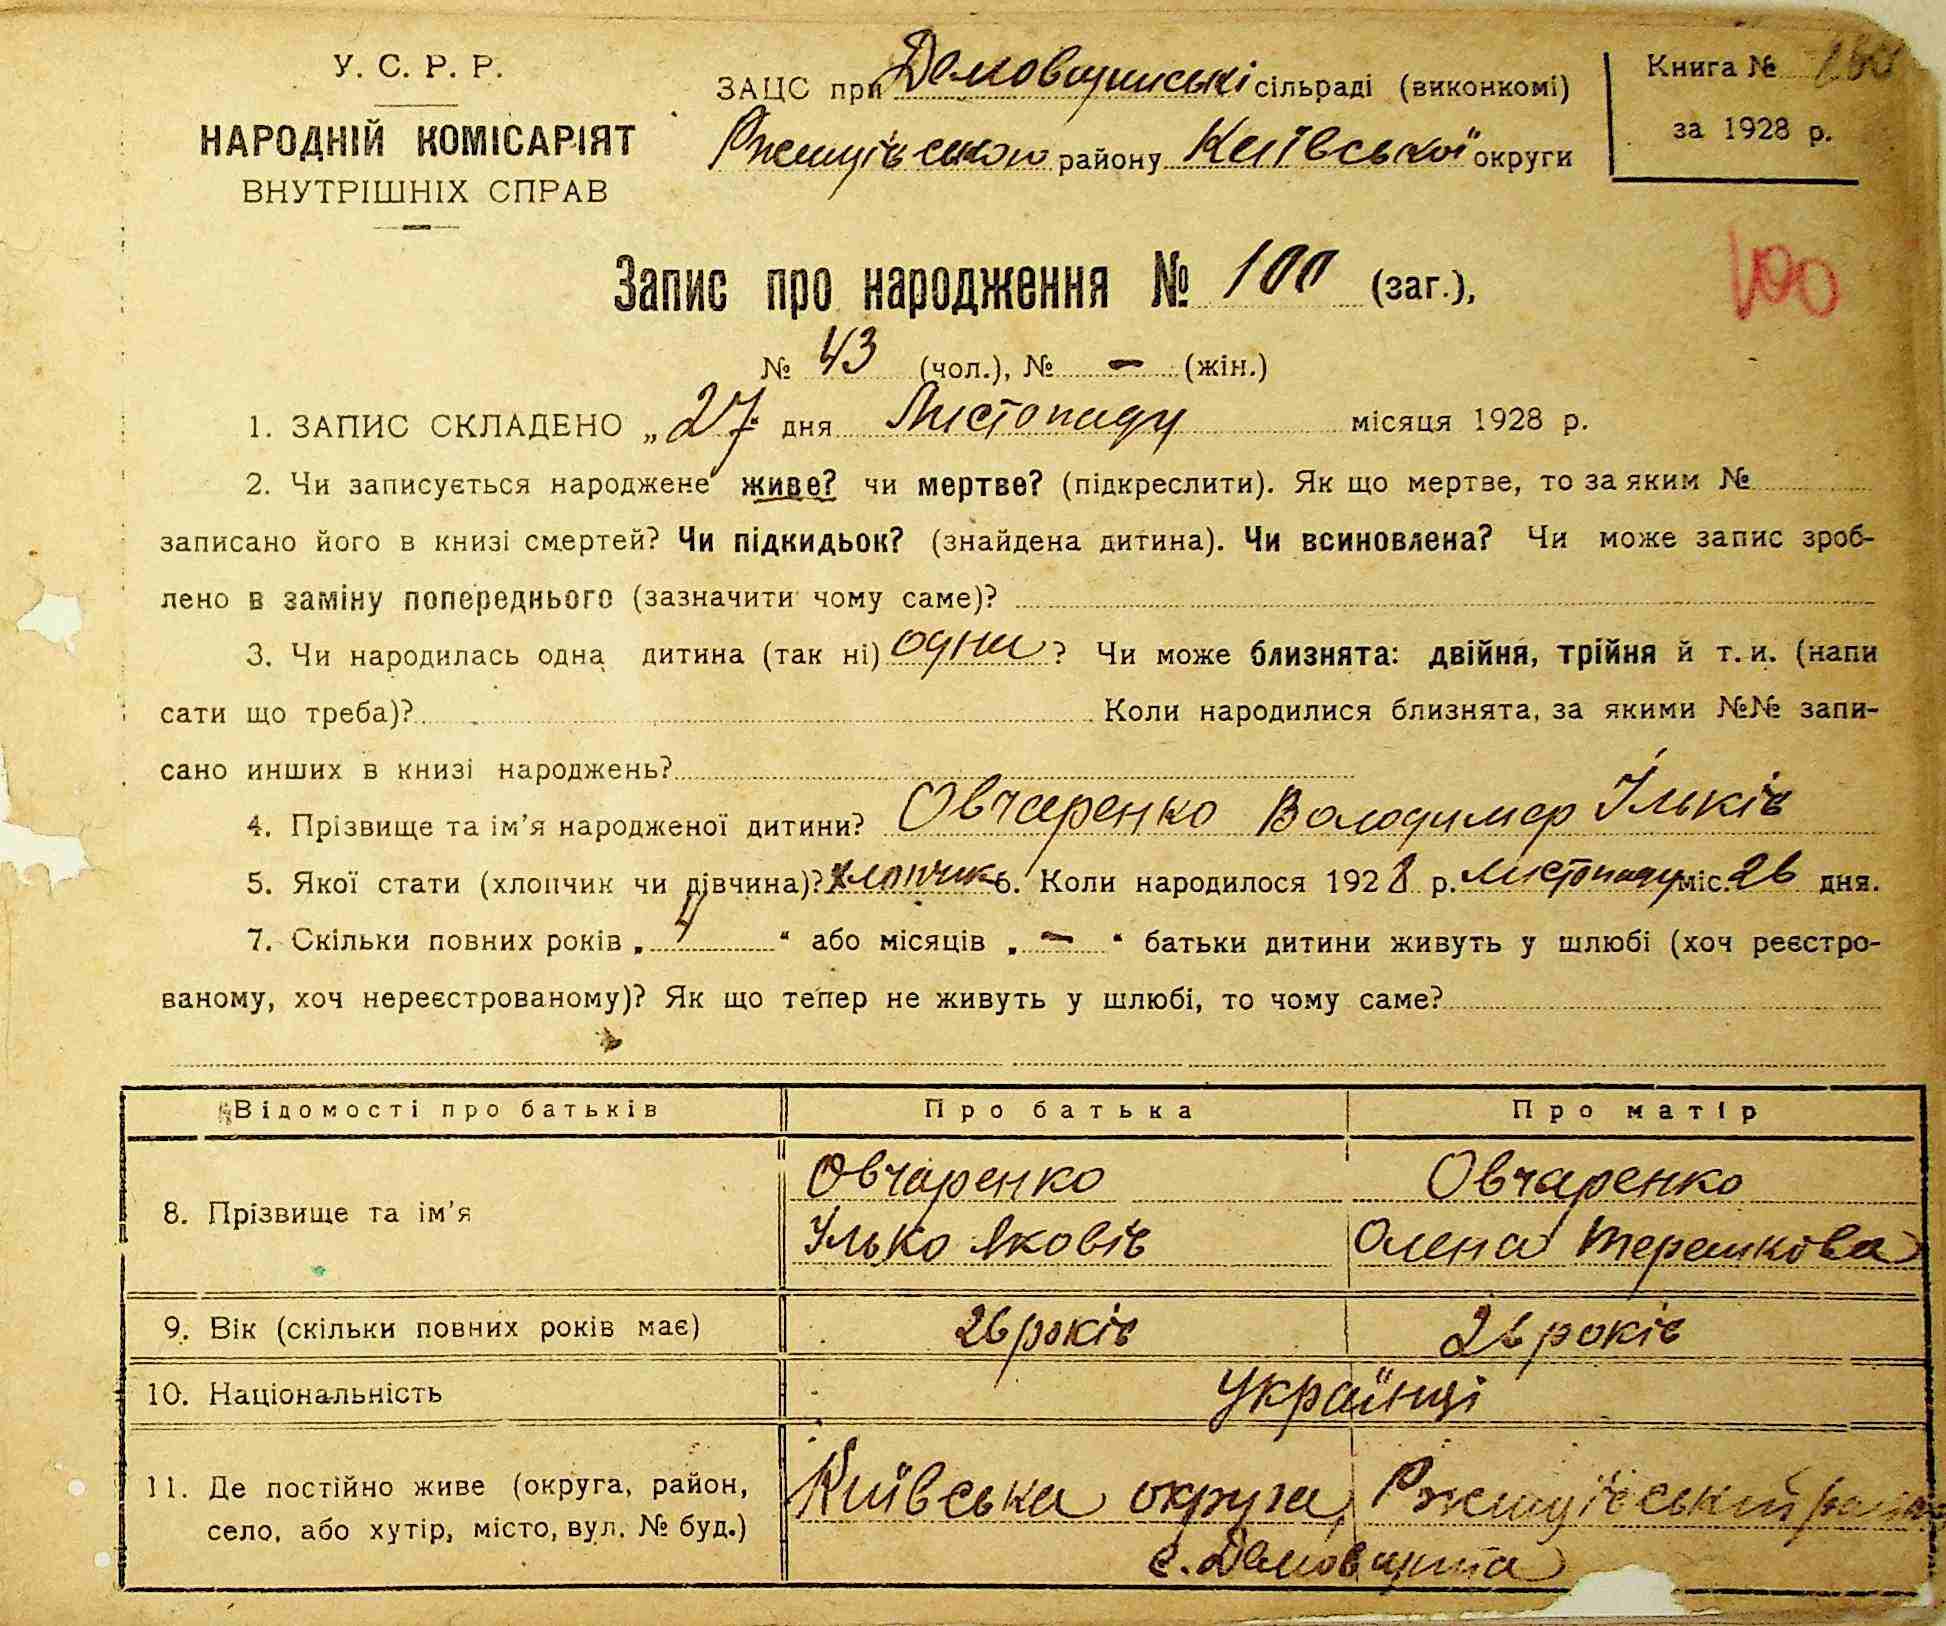 У. С. Р. Р.
НАРОДНІЙ КОМІСАРІЯТ
ВНУТРІШНІХ СПРАВ
ЗАЦС при Демовщинській сільраді (виконкомі)
Ржищівського району Київської округи
Книга №
за 1928 р.
Запис про народження № 100 (заг.),
100
№ 43 (чол.), № – (жін.)
1. ЗАПИС СКЛАДЕНО „27“ дня Листопаду місяця 1928 р.
2. Чи записується народжене живе? чи мертве? (підкреслити). Як що мертве, то за яким №
записано його в книзі смертей? Чи підкидьок? (знайдена дитина). Чи всиновлена? Чи може запис зроб-
лено в заміну попереднього (зазначити чому саме)?
3. Чи народилась одна дитина (так ні) одна? Чи може близнята: двійня, трійня й т. и. (напи
сати що треба)? Коли народилися близнята, за якими №№ запи-
сано инших в книзі народжень?
4. Прізвище та ім'я народженої дитини? Овчаренко Володимер Ільків
5. Якої стати (хлопчик чи дівчина)? хлопчик 6. Коли народилося 1928 р. листопаду міс. 26 дня.
7. Скільки повних років „4“ або місяців „–“ батьки дитини живуть у шлюбі (хоч реєстро-
ваному, хоч нереєстрованому)? Як що тепер не живуть у шлюбі, то чому саме?
Відомості про батьків Про батька Про матір
8. Прізвище та ім'я
Овчаренко Овчаренко
Ілько Яковів Олена Терешкова
9. Вік (скільки повних років має) 26 років 26 років
10. Національність Українці
11. Де постійно живе (округа, район,
село, або хутір, місто, вул. № буд.)
Київська округа, Ржищівський район
с. Демовщина